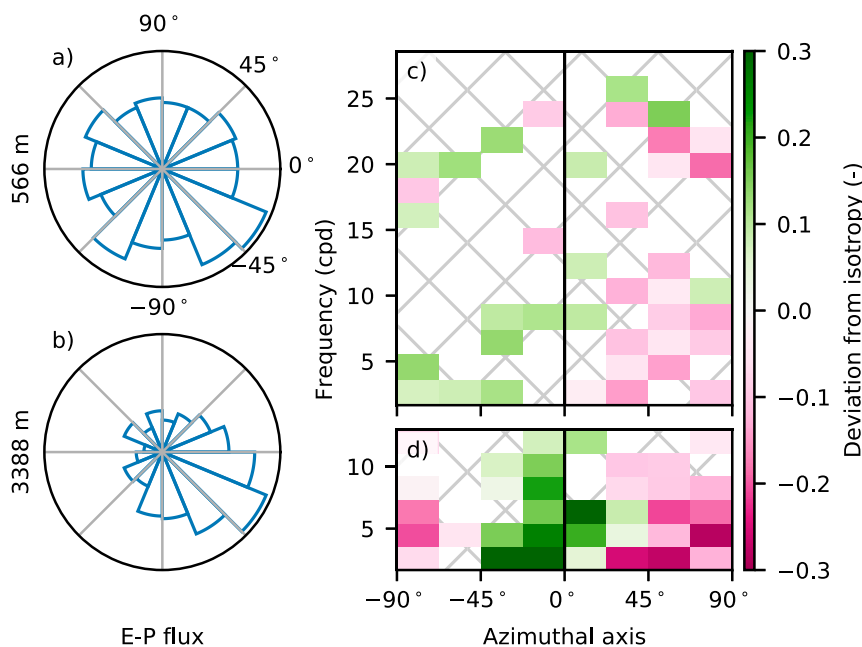 a)
90°
45°
0°
−45°
−90°
566 m
b)
3388 m
E-P flux
c)
25
20
15
10
5
Frequency (cpd)
d)
10
5
−90° −45° 0° 45° 90°
Azimuthal axis
0.3
0.2
0.1
0.0
−0.1
−0.2
−0.3
Deviation from isotropy (-)